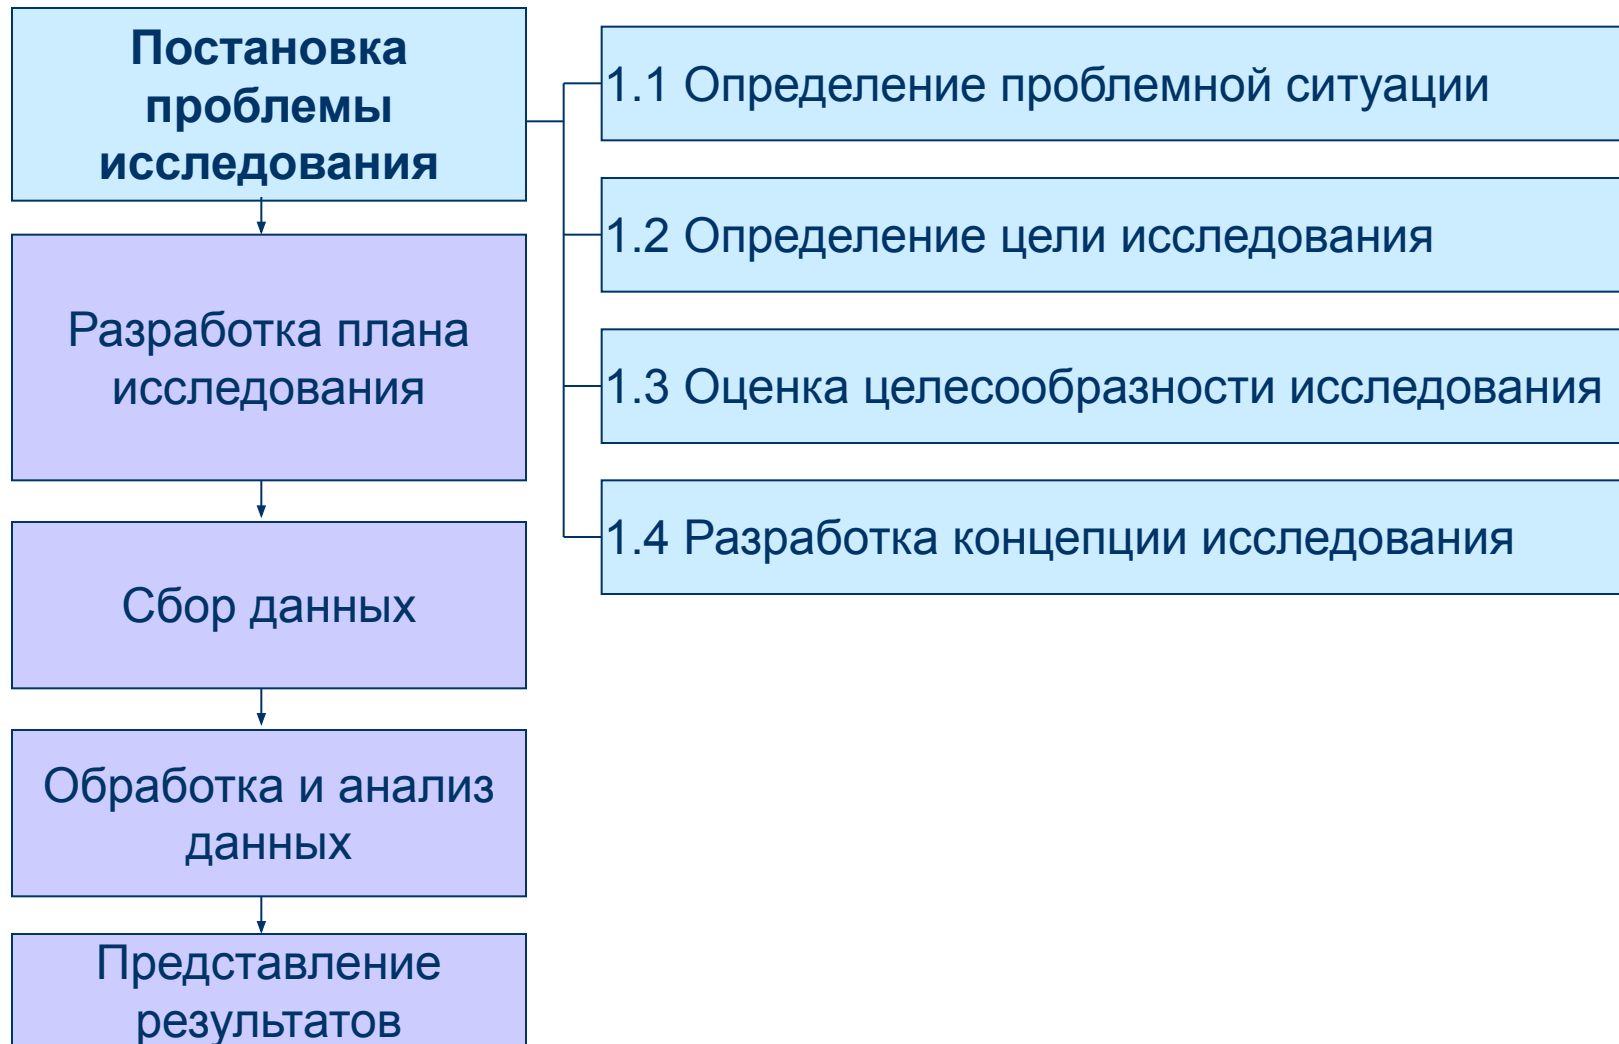 Постановка
проблемы
исследования
1.1 Определение проблемной ситуации
1.2 Определение цели исследования
1.3 Оценка целесообразности исследования
1.4 Разработка концепции исследования
Разработка плана
исследования
Сбор данных
Обработка и анализ
данных
Представление
результатов